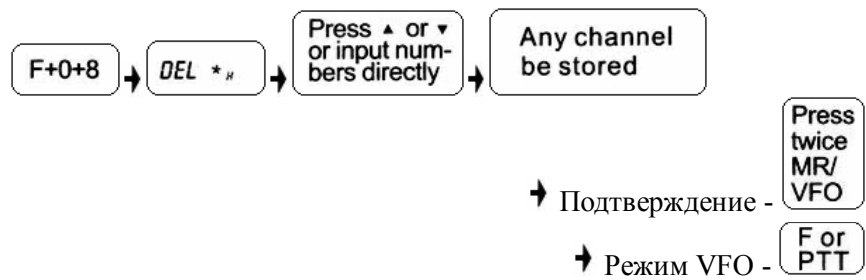 F+0+8
DEL *H
Press ▲ or ▼
or input num-
bers directly
Any channel
be stored
Подтверждение -
Press
twice
MR/
VFO
Режим VFO -
F or
PTT